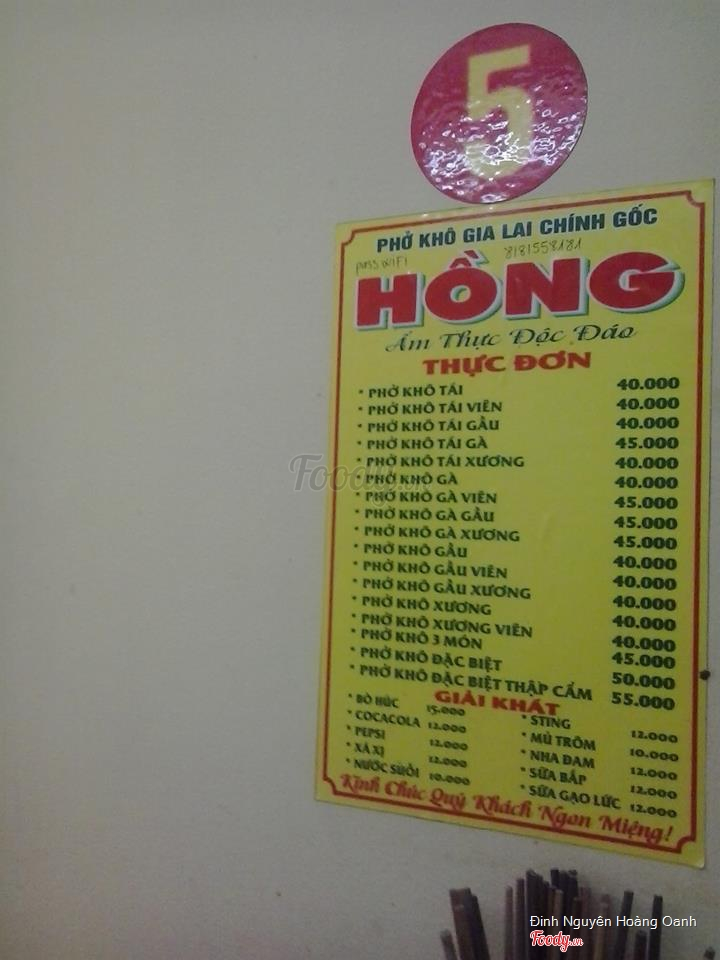 5
PHỞ KHÔ GIA LAI CHÍNH GỐC
pass WIFI 8181558181
HỒNG
Ẩm Thực Độc Đáo
THỰC ĐƠN
* PHỞ KHÔ TÁI 40.000
* PHỞ KHÔ TÁI VIÊN 40.000
* PHỞ KHÔ TÁI GẦU 40.000
* PHỞ KHÔ TÁI GÀ 45.000
* PHỞ KHÔ TÁI XƯƠNG 40.000
* PHỞ KHÔ GÀ 40.000
* PHỞ KHÔ GÀ VIÊN 45.000
* PHỞ KHÔ GÀ GẦU 45.000
* PHỞ KHÔ GÀ XƯƠNG 45.000
* PHỞ KHÔ GẦU 40.000
* PHỞ KHÔ GẦU VIÊN 40.000
* PHỞ KHÔ GẦU XƯƠNG 40.000
* PHỞ KHÔ XƯƠNG 40.000
* PHỞ KHÔ XƯƠNG VIÊN 40.000
* PHỞ KHÔ 3 MÓN 45.000
* PHỞ KHÔ ĐẶC BIỆT 50.000
* PHỞ KHÔ ĐẶC BIỆT THẬP CẨM 55.000
GIẢI KHÁT
* BÒ HÚC 15.000 * STING 12.000
* COCACOLA 12.000 * MỦ TRÔM 10.000
* PEPSI 12.000 * NHA ĐAM 12.000
* XÁ XỊ 12.000 * SỮA BẮP 12.000
* NƯỚC SUỐI 10.000 * SỮA GẠO LỨC 12.000
Kính Chúc Quý Khách Ngon Miệng!
Foody.vn
Đinh Nguyên Hoàng Oanh
Foody.vn